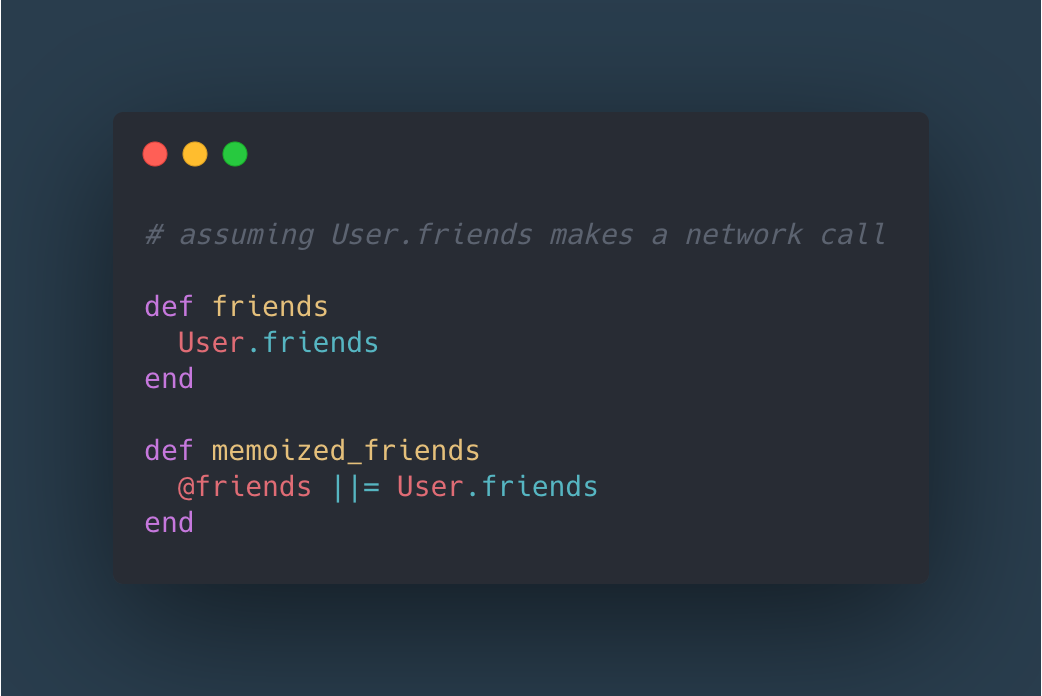 # assuming User.friends makes a network call
def friends
  User.friends
end
def memoized_friends
  @friends ||= User.friends
end